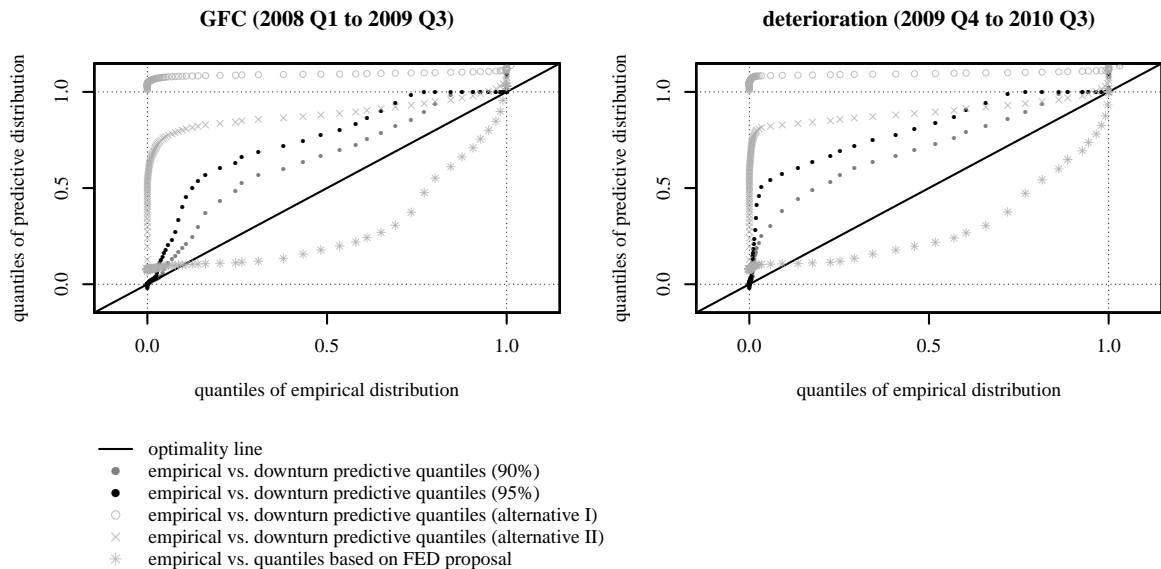 GFC (2008 Q1 to 2009 Q3)
quantiles of predictive distribution
1.0
0.5
0.0
0.0 0.5 1.0
quantiles of empirical distribution
deterioration (2009 Q4 to 2010 Q3)
quantiles of predictive distribution
1.0
0.5
0.0
0.0 0.5 1.0
quantiles of empirical distribution
optimality line
empirical vs. downturn predictive quantiles (90%)
empirical vs. downturn predictive quantiles (95%)
empirical vs. downturn predictive quantiles (alternative I)
empirical vs. downturn predictive quantiles (alternative II)
empirical vs. quantiles based on FED proposal